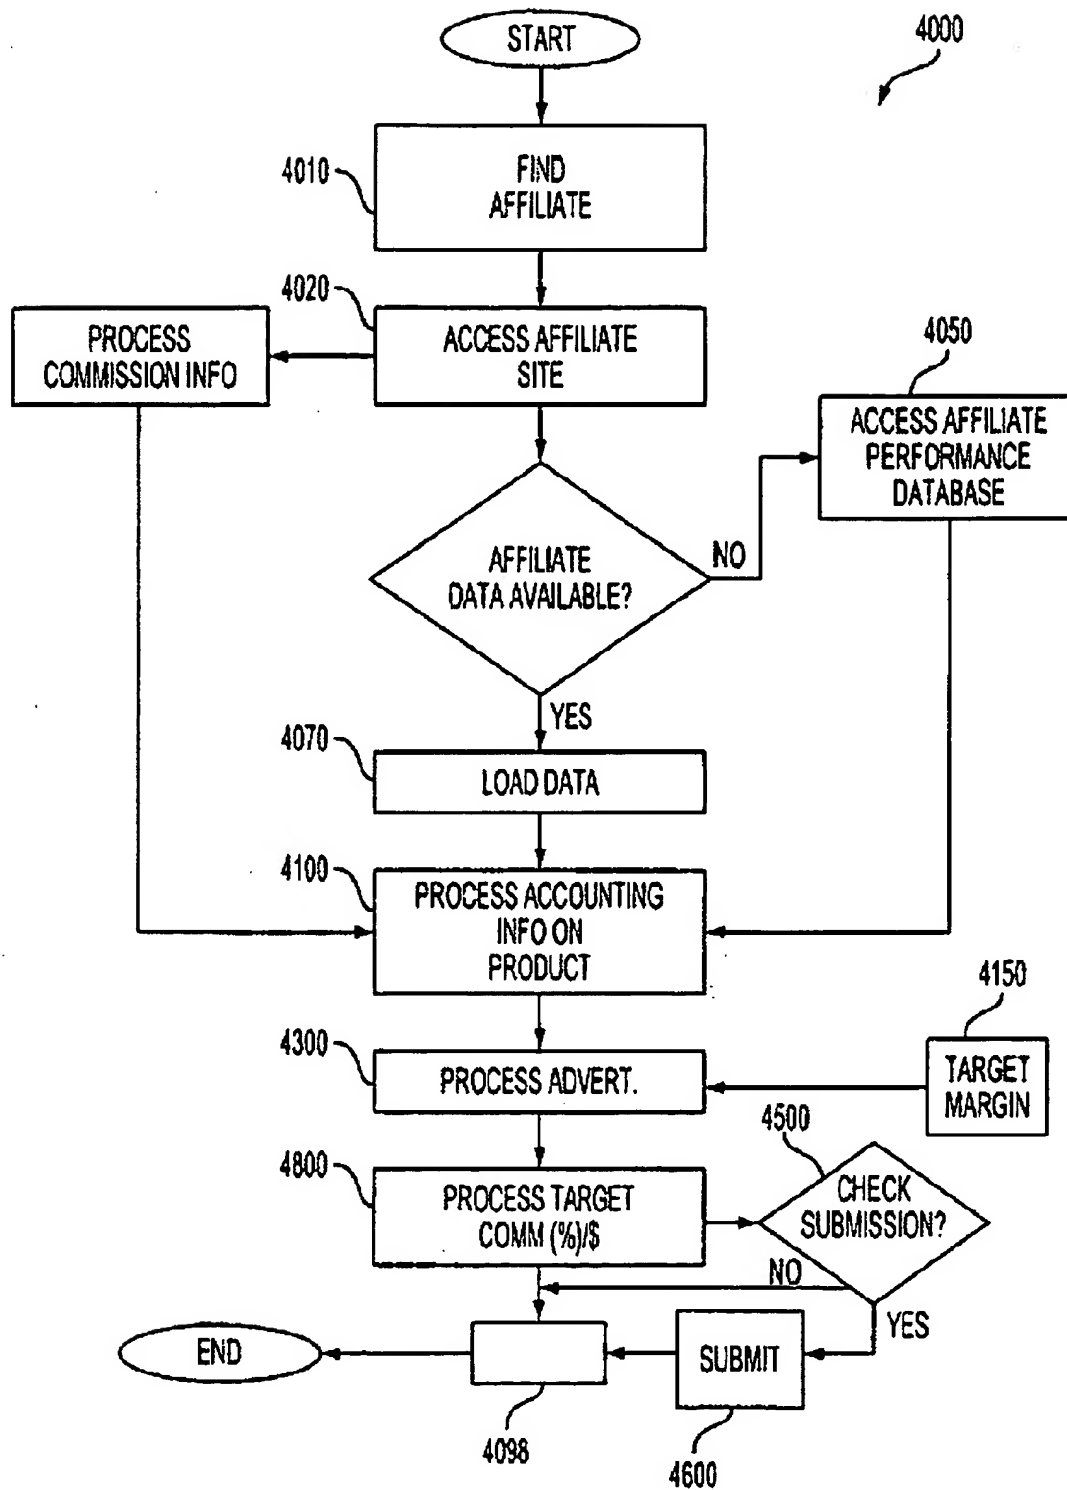 START
4000
4010
FIND
AFFILIATE
4020
PROCESS
COMMISSION INFO
ACCESS AFFILIATE
SITE
4050
ACCESS AFFILIATE
PERFORMANCE
DATABASE
AFFILIATE
DATA AVAILABLE?
NO
YES
4070
LOAD DATA
4100
PROCESS ACCOUNTING
INFO ON
PRODUCT
4150
TARGET
MARGIN
4300
PROCESS ADVERT.
4500
CHECK
SUBMISSION?
4800
PROCESS TARGET
COMM (%)/$
NO
YES
END
SUBMIT
4098
4600